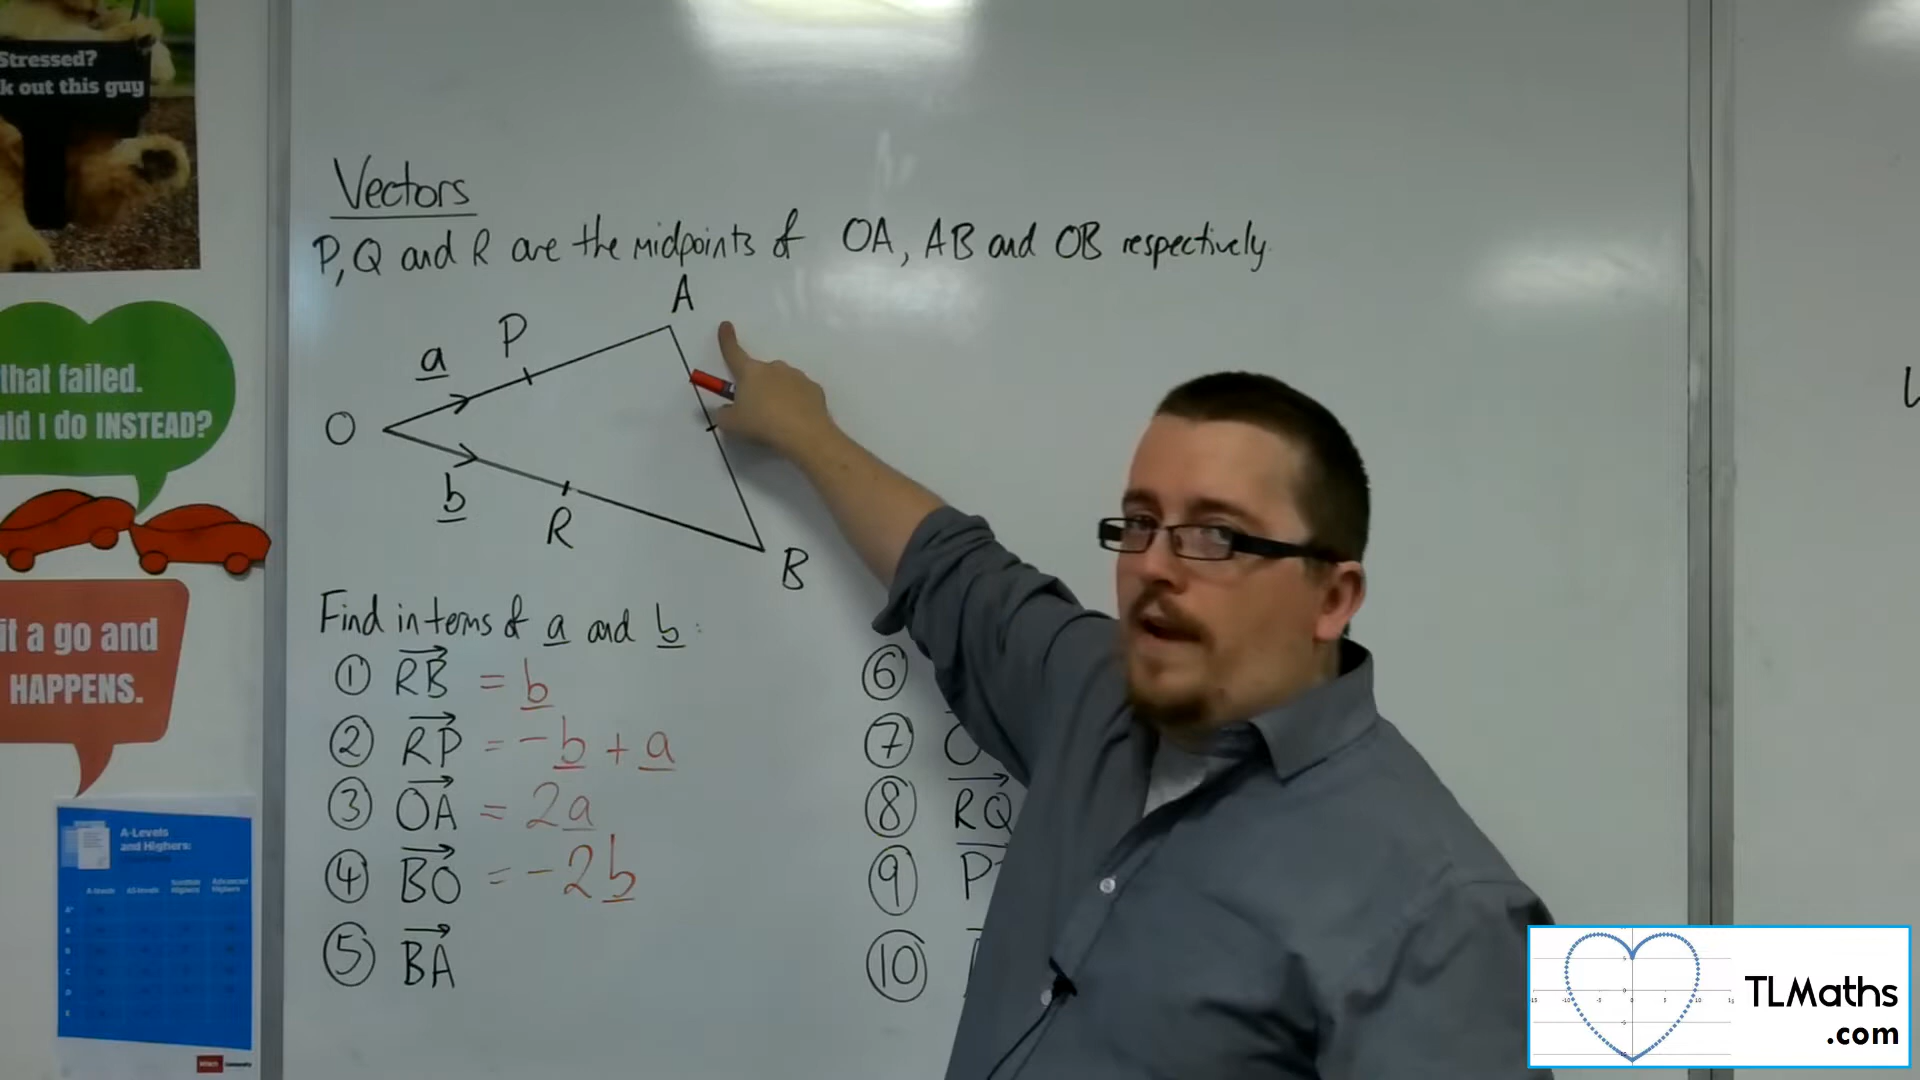 Stressed?
k out this guy
that failed.
uld I do INSTEAD?
it a go and
HAPPENS.
A-Levels
and Highers:
Vectors
P, Q and R are the midpoints of OA, AB and OB respectively.
A
P
a
O
b
R
B
Find in terms of a and b:
① RB = b
② RP = -b + a
③ OA = 2a
④ BO = -2b
⑤ BA
⑥
⑦ O
⑧ RQ
⑨ P
⑩
TLMaths
.com